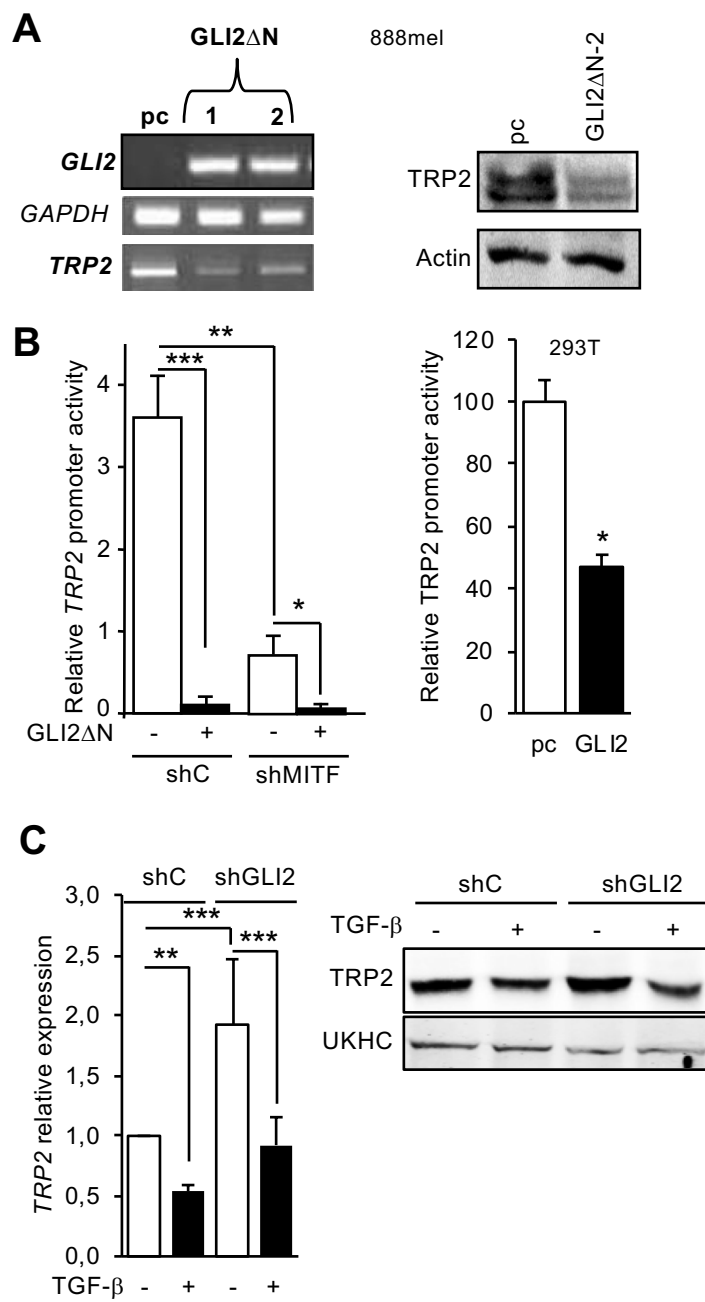 A
GLI2ΔN
888mel
pc 1 2
GLI2
GAPDH
TRP2
pc GLI2ΔN-2
TRP2
Actin
B
Relative TRP2 promoter activity
4
3
2
1
0
** 
***
*
GLI2ΔN - + - +
shC shMITF
Relative TRP2 promoter activity
293T
120
100
80
60
40
20
0
*
pc GLI2
C
shC shGLI2
TRP2 relative expression
3,0
2,5
2,0
1,5
1,0
0,5
0,0
*** 
**
***
TGF-β - + - +
shC shGLI2
TGF-β - + - +
TRP2
UKHC